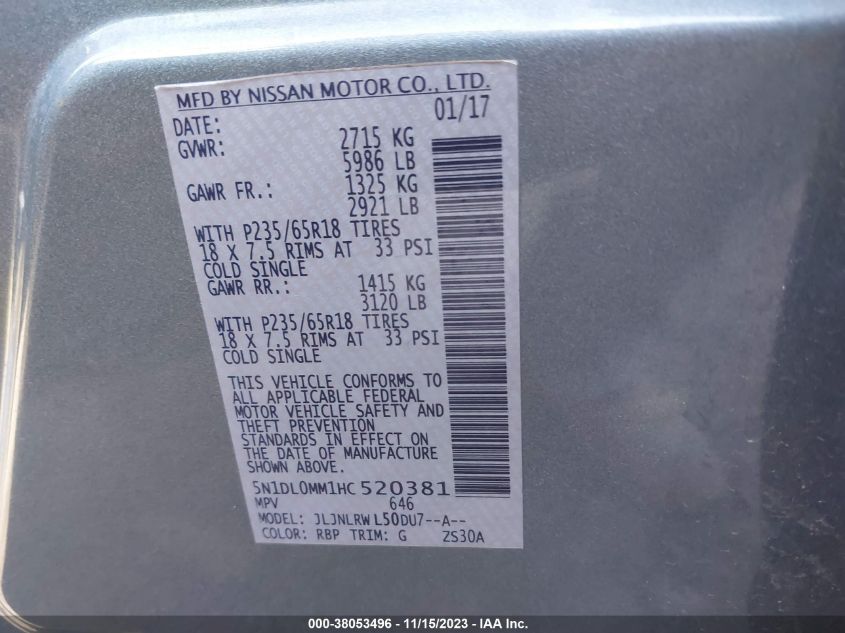 MFD BY NISSAN MOTOR CO., LTD.
DATE: 01/17
GVWR: 2715 KG
5986 LB
GAWR FR.: 1325 KG
2921 LB
WITH P235/65R18 TIRES
18 X 7.5 RIMS AT 33 PSI
COLD SINGLE
GAWR RR.: 1415 KG
3120 LB
WITH P235/65R18 TIRES
18 X 7.5 RIMS AT 33 PSI
COLD SINGLE
THIS VEHICLE CONFORMS TO
ALL APPLICABLE FEDERAL
MOTOR VEHICLE SAFETY AND
THEFT PREVENTION
STANDARDS IN EFFECT ON
THE DATE OF MANUFACTURE
SHOWN ABOVE.
5N1DL0MM1HC520381
MPV 646
MODEL: JLJNLRWL50DU7--A--
COLOR: RBP TRIM: G ZS30A
000-38053496 - 11/15/2023 - IAA Inc.